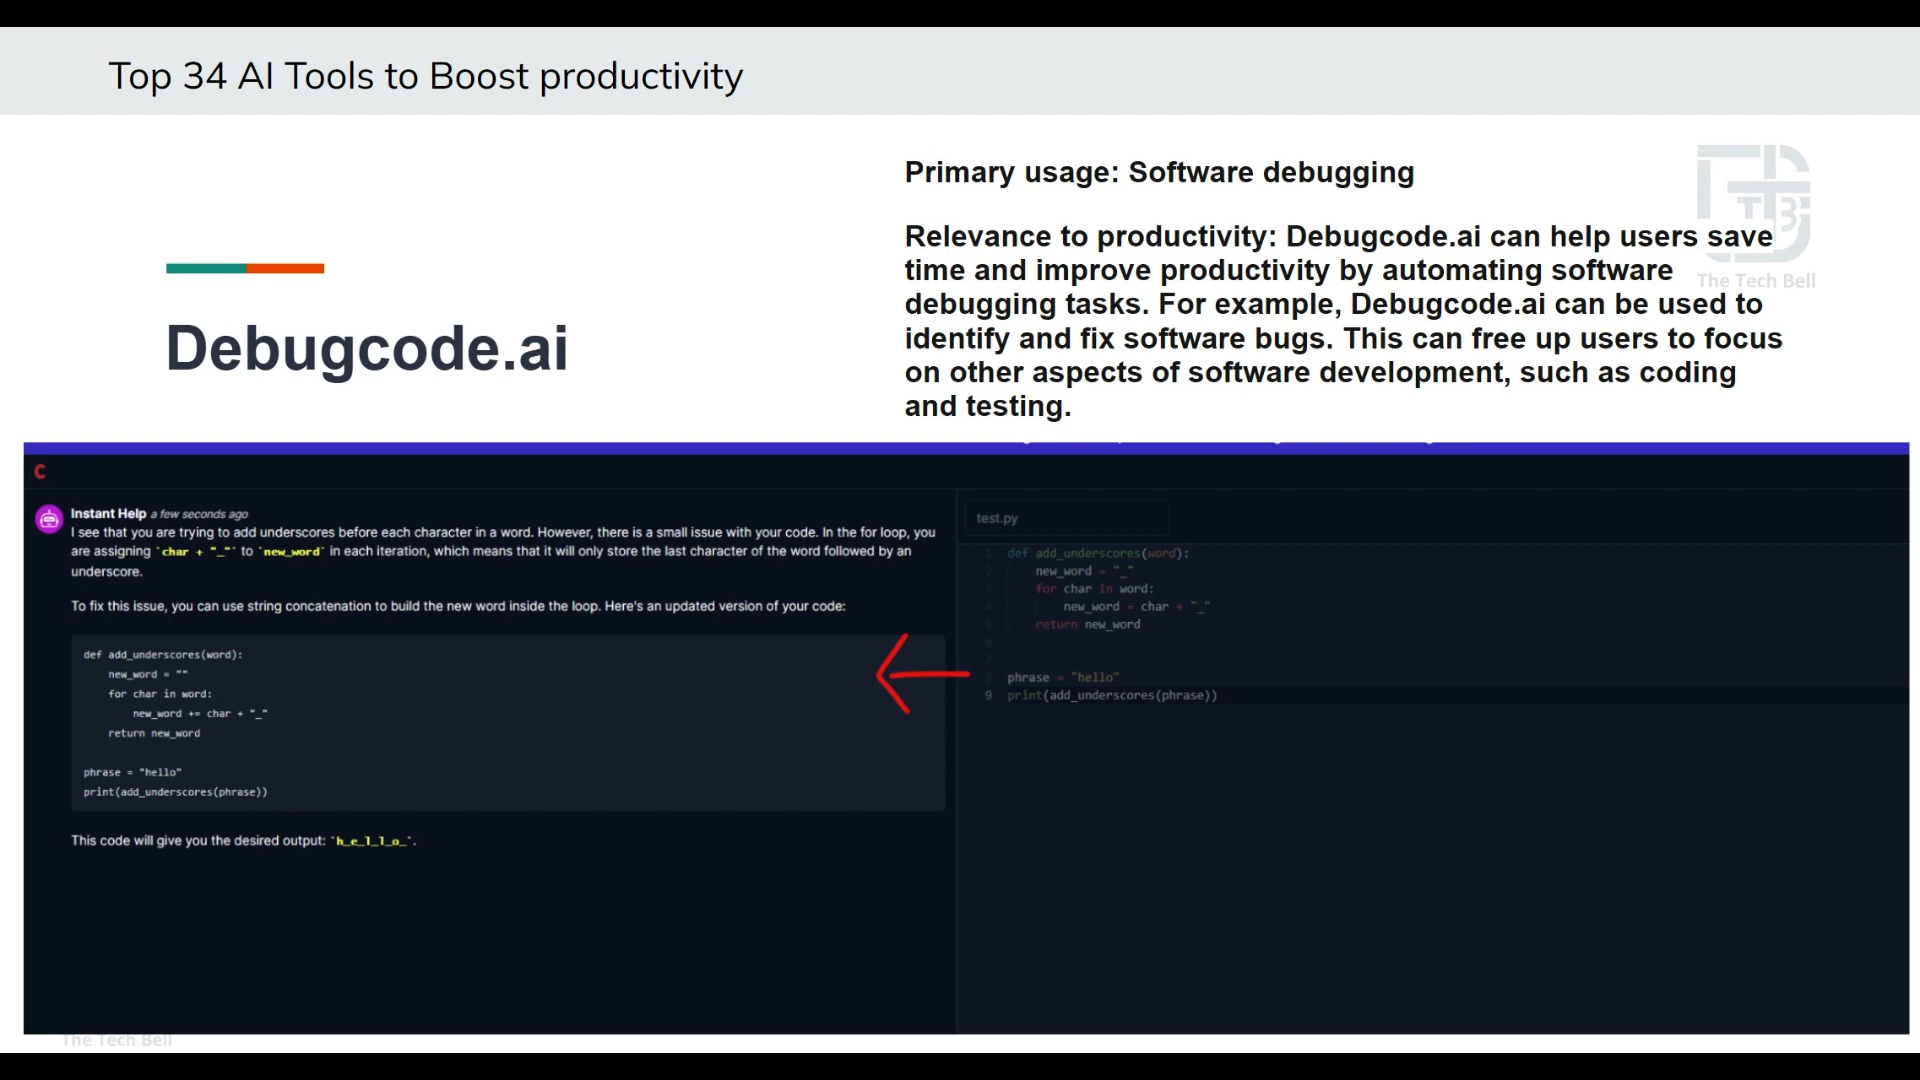 Top 34 AI Tools to Boost productivity
Debugcode.ai
Primary usage: Software debugging
Relevance to productivity: Debugcode.ai can help users save
time and improve productivity by automating software
debugging tasks. For example, Debugcode.ai can be used to
identify and fix software bugs. This can free up users to focus
on other aspects of software development, such as coding
and testing.
The Tech Bell
C
Instant Help a few seconds ago
I see that you are trying to add underscores before each character in a word. However, there is a small issue with your code. In the for loop, you
are assigning `char + "_"` to `new_word` in each iteration, which means that it will only store the last character of the word followed by an
underscore.
To fix this issue, you can use string concatenation to build the new word inside the loop. Here's an updated version of your code:
def add_underscores(word):
new_word = ""
for char in word:
new_word += char + "_"
return new_word
phrase = "hello"
print(add_underscores(phrase))
This code will give you the desired output: `h_e_l_l_o_`.
test.py
1 def add_underscores(word):
2 new_word = "_"
3 for char in word:
4 new_word = char + "_"
5 return new_word
6
7
8 phrase = "hello"
9 print(add_underscores(phrase))
The Tech Bell